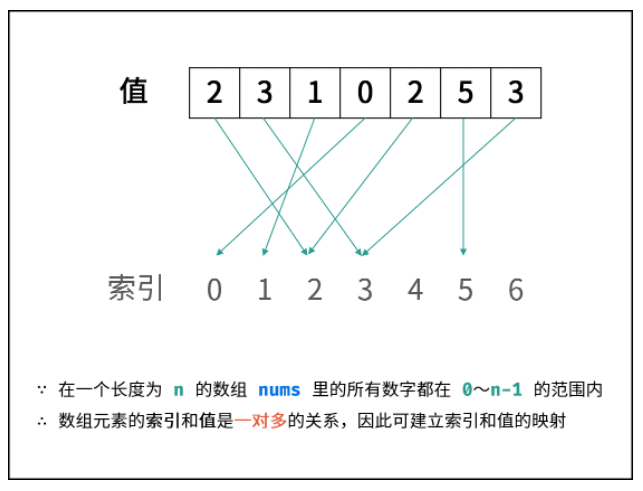 值 2 3 1 0 2 5 3
索引 0 1 2 3 4 5 6
∵ 在一个长度为 n 的数组 nums 里的所有数字都在 0～n-1 的范围内
∴ 数组元素的索引和值是一对多的关系，因此可建立索引和值的映射